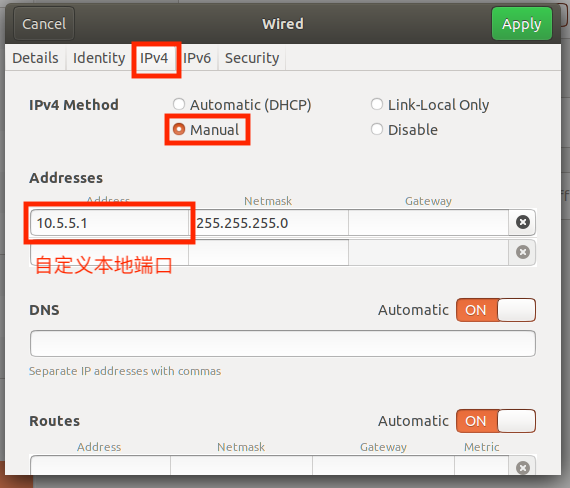 Cancel Wired Apply
Details Identity IPv4 IPv6 Security
IPv4 Method Automatic (DHCP) Link-Local Only
Manual Disable
Addresses
Address Netmask Gateway
10.5.5.1 255.255.255.0
自定义本地端口
DNS Automatic ON
Separate IP addresses with commas
Routes Automatic ON
Address Netmask Gateway Metric